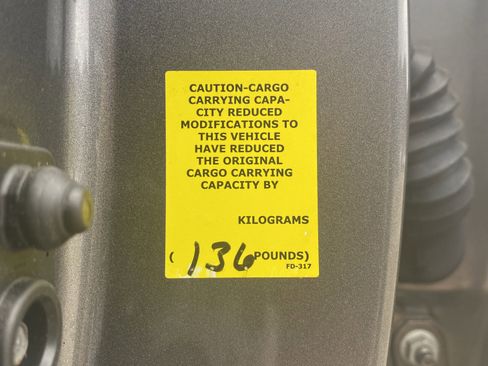 CAUTION-CARGO
CARRYING CAPA-
CITY REDUCED
MODIFICATIONS TO
THIS VEHICLE
HAVE REDUCED
THE ORIGINAL
CARGO CARRYING
CAPACITY BY
KILOGRAMS
( 136 POUNDS)
FD-317